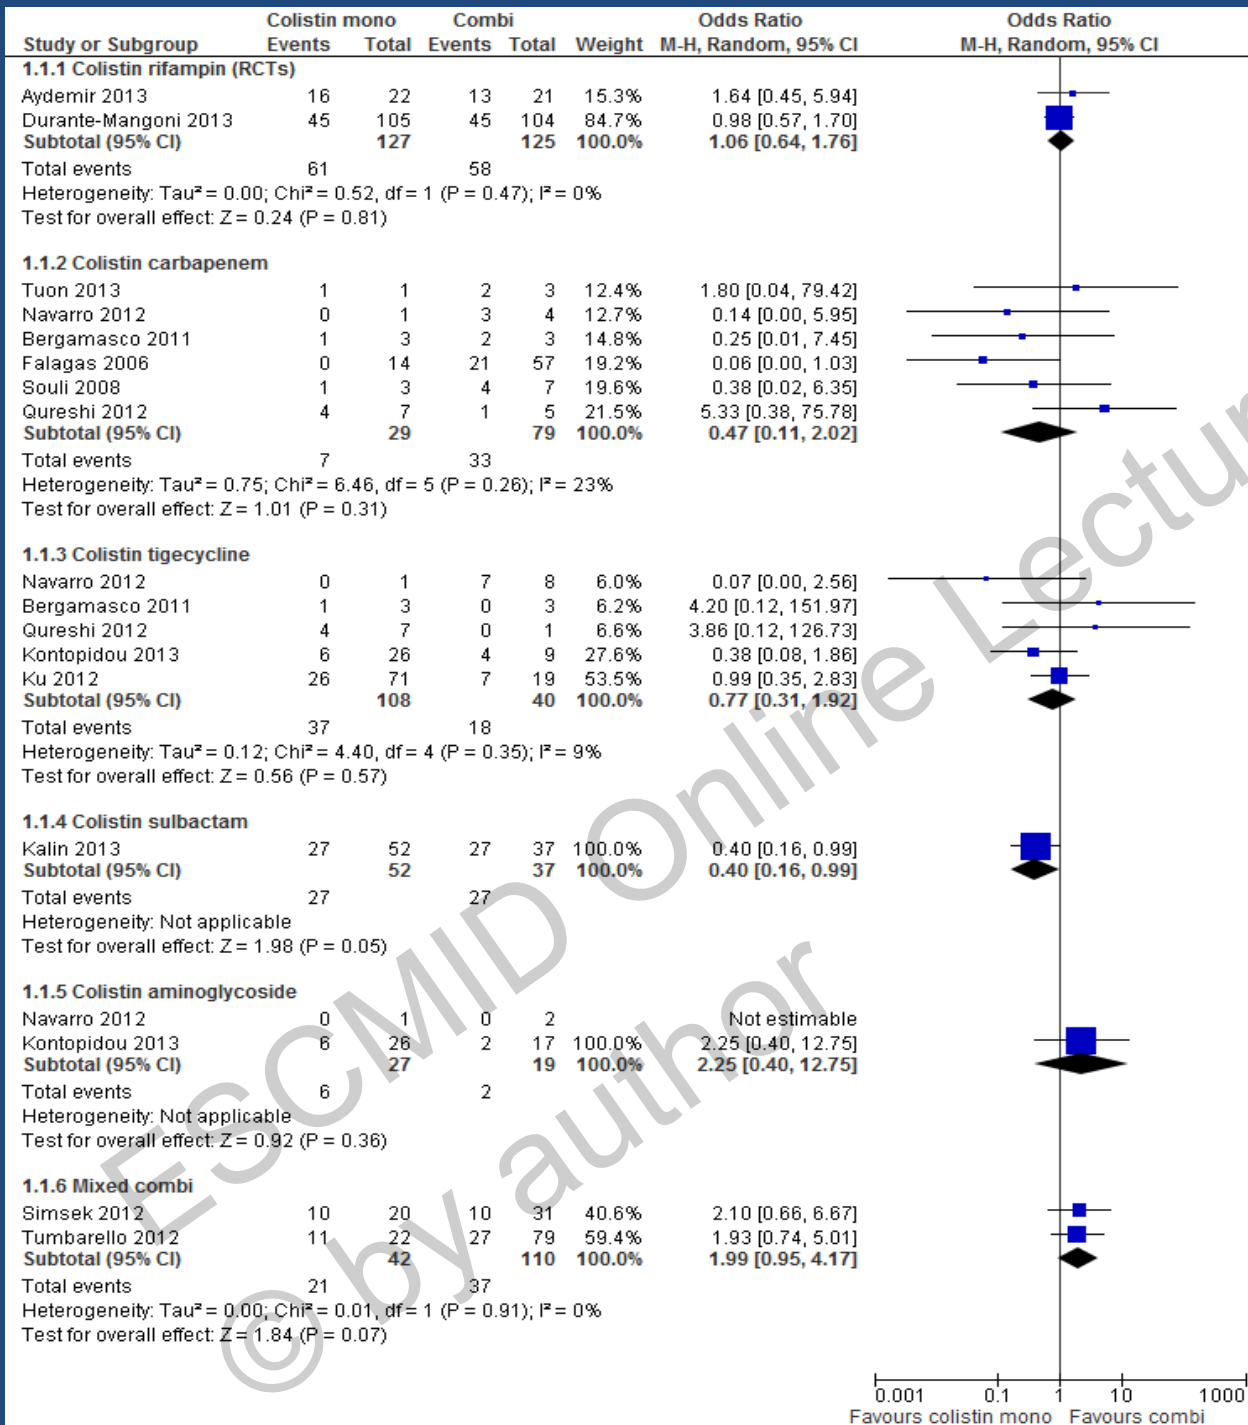 Colistin mono Combi Odds Ratio Odds Ratio
Study or Subgroup Events Total Events Total Weight M-H, Random, 95% CI M-H, Random, 95% CI
1.1.1 Colistin rifampin (RCTs)
Aydemir 2013 16 22 13 21 15.3% 1.64 [0.45, 5.94]
Durante-Mangoni 2013 45 105 45 104 84.7% 0.98 [0.57, 1.70]
Subtotal (95% CI) 127 125 100.0% 1.06 [0.64, 1.76]
Total events 61 58
Heterogeneity: Tau² = 0.00; Chi² = 0.52, df = 1 (P = 0.47); I² = 0%
Test for overall effect: Z = 0.24 (P = 0.81)
1.1.2 Colistin carbapenem
Tuon 2013 1 1 2 3 12.4% 1.80 [0.04, 79.42]
Navarro 2012 0 1 3 4 12.7% 0.14 [0.00, 5.95]
Bergamasco 2011 1 3 2 3 14.8% 0.25 [0.01, 7.45]
Falagas 2006 0 14 21 57 19.2% 0.06 [0.00, 1.03]
Souli 2008 1 3 4 7 19.6% 0.38 [0.02, 6.35]
Qureshi 2012 4 7 1 5 21.5% 5.33 [0.38, 75.78]
Subtotal (95% CI) 29 79 100.0% 0.47 [0.11, 2.02]
Total events 7 33
Heterogeneity: Tau² = 0.75; Chi² = 6.46, df = 5 (P = 0.26); I² = 23%
Test for overall effect: Z = 1.01 (P = 0.31)
1.1.3 Colistin tigecycline
Navarro 2012 0 1 7 8 6.0% 0.07 [0.00, 2.56]
Bergamasco 2011 1 3 0 3 6.2% 4.20 [0.12, 151.97]
Qureshi 2012 4 7 0 1 6.6% 3.86 [0.12, 126.73]
Kontopidou 2013 6 26 4 9 27.6% 0.38 [0.08, 1.86]
Ku 2012 26 71 7 19 53.5% 0.99 [0.35, 2.83]
Subtotal (95% CI) 108 40 100.0% 0.77 [0.31, 1.92]
Total events 37 18
Heterogeneity: Tau² = 0.12; Chi² = 4.40, df = 4 (P = 0.35); I² = 9%
Test for overall effect: Z = 0.56 (P = 0.57)
1.1.4 Colistin sulbactam
Kalin 2013 27 52 27 37 100.0% 0.40 [0.16, 0.99]
Subtotal (95% CI) 52 37 100.0% 0.40 [0.16, 0.99]
Total events 27 27
Heterogeneity: Not applicable
Test for overall effect: Z = 1.98 (P = 0.05)
1.1.5 Colistin aminoglycoside
Navarro 2012 0 1 0 2 Not estimable
Kontopidou 2013 6 26 2 17 100.0% 2.25 [0.40, 12.75]
Subtotal (95% CI) 27 19 100.0% 2.25 [0.40, 12.75]
Total events 6 2
Heterogeneity: Not applicable
Test for overall effect: Z = 0.92 (P = 0.36)
1.1.6 Mixed combi
Simsek 2012 10 20 10 31 40.6% 2.10 [0.66, 6.67]
Tumbarello 2012 11 22 27 79 59.4% 1.93 [0.74, 5.01]
Subtotal (95% CI) 42 110 100.0% 1.99 [0.95, 4.17]
Total events 21 37
Heterogeneity: Tau² = 0.00; Chi² = 0.01, df = 1 (P = 0.91); I² = 0%
Test for overall effect: Z = 1.84 (P = 0.07)
0.001 0.1 1 10 1000
Favours colistin mono Favours combi
ESCMID Online Lectur
© by author